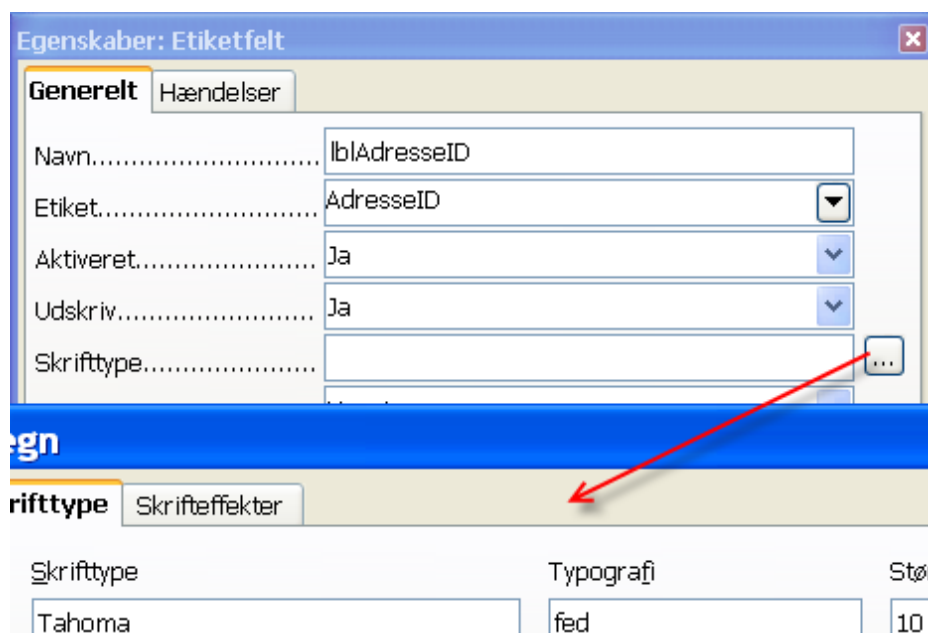 Egenskaber: Etiketfelt
Generelt Hændelser
Navn............................ lblAdresseID
Etiket........................... AdresseID
Aktiveret....................... Ja
Udskriv......................... Ja
Skrifttype...................... ...
egn
rifttype Skrifteffekter
Skrifttype Typografi Stø
Tahoma fed 10